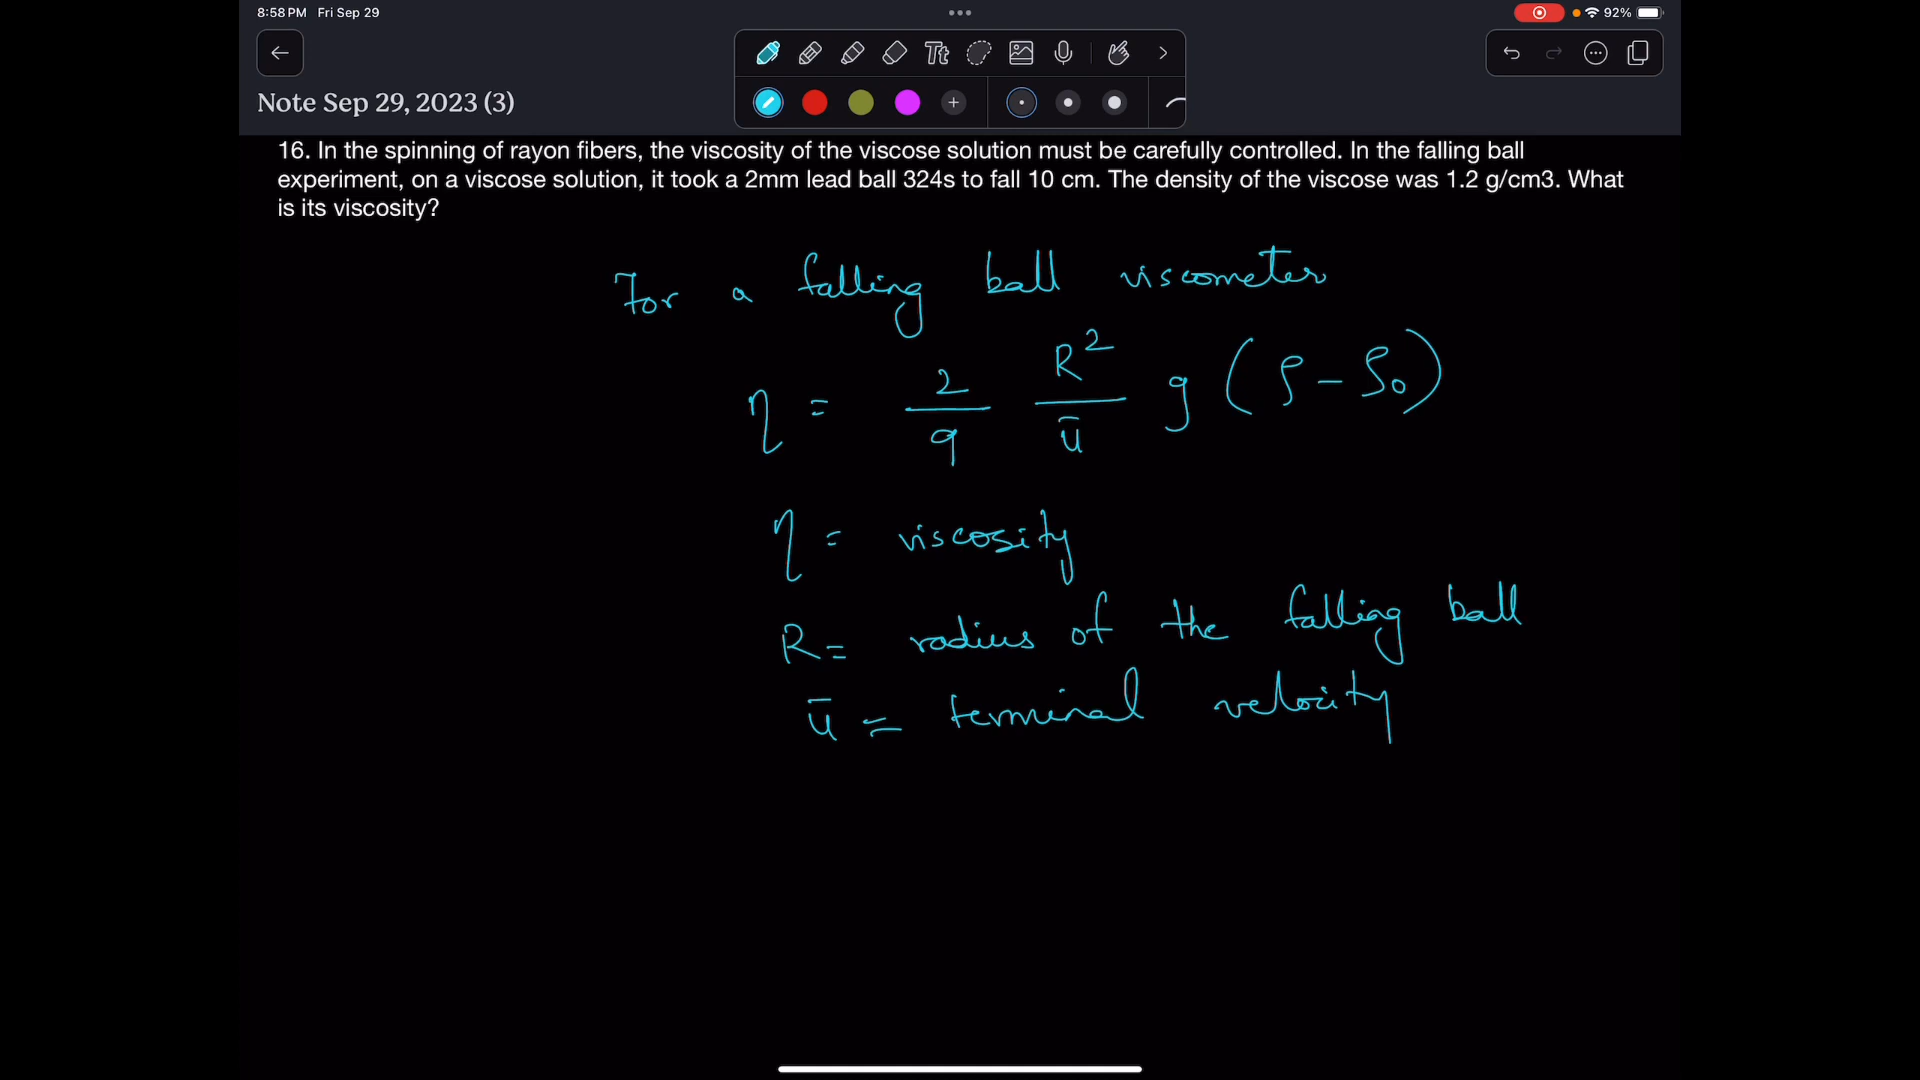 8:58 PM Fri Sep 29
92%
Note Sep 29, 2023 (3)
Tt
16. In the spinning of rayon fibers, the viscosity of the viscose solution must be carefully controlled. In the falling ball
experiment, on a viscose solution, it took a 2mm lead ball 324s to fall 10 cm. The density of the viscose was 1.2 g/cm3. What
is its viscosity?
For a falling ball viscometer
η = 2/9 R²/ū g (ρ - ρ₀)
η = viscosity
R = radius of the falling ball
ū = terminal velocity